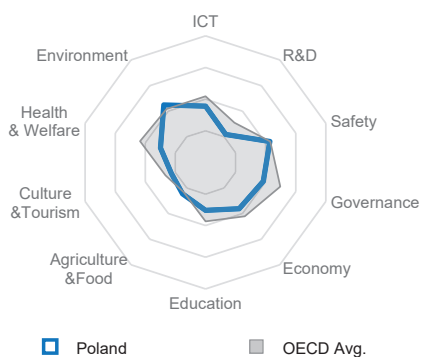 ICT
Environment
R&D
Health
& Welfare
Safety
Culture
&Tourism
Governance
Agriculture
&Food
Economy
Education
Poland
OECD Avg.